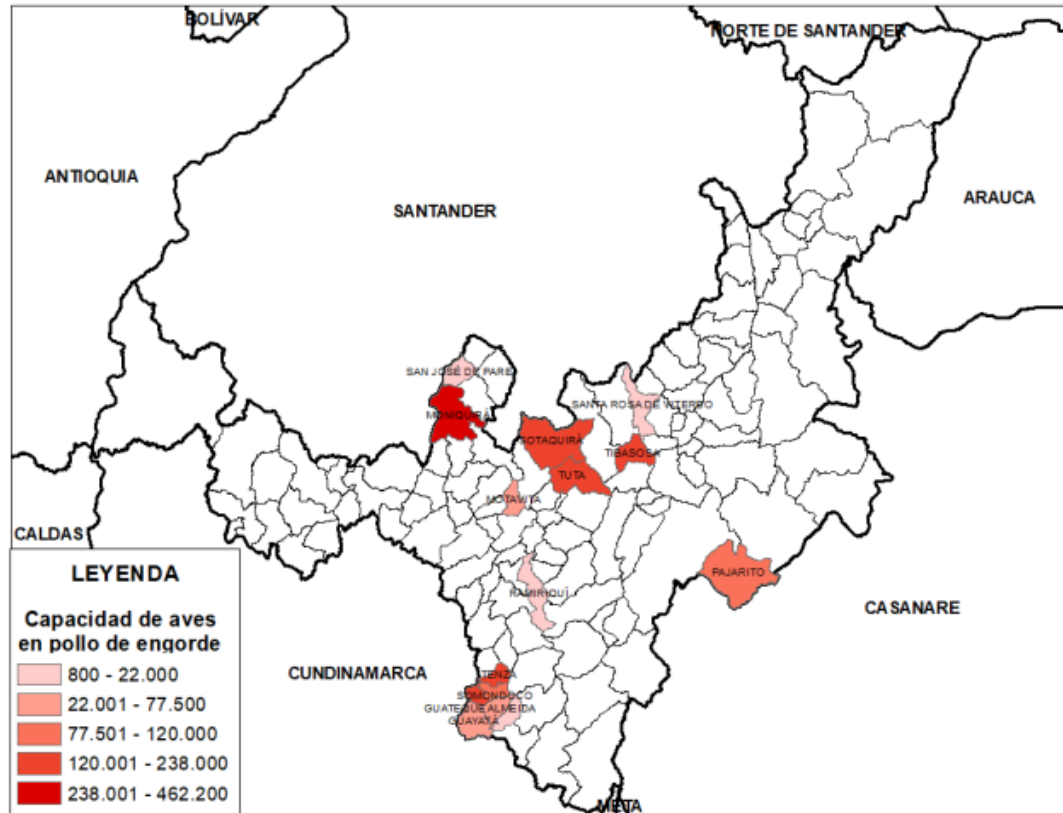 BOLÍVAR
NORTE DE SANTANDER
ANTIOQUIA
ARAUCA
SANTANDER
SAN JOSÉ DE PARE
SANTA ROSA DE VITERBO
MONIQUIRÁ
SOTAQUIRÁ
TIBASOSA
TUTA
MOTAVITA
CALDAS
PAJARITO
RAMIRIQUÍ
CASANARE
CUNDINAMARCA
TENZA
SOMONDOCO
GUATEQUE ALMEIDA
GUAYATÁ
META
LEYENDA
Capacidad de aves
en pollo de engorde
800 - 22.000
22.001 - 77.500
77.501 - 120.000
120.001 - 238.000
238.001 - 462.200